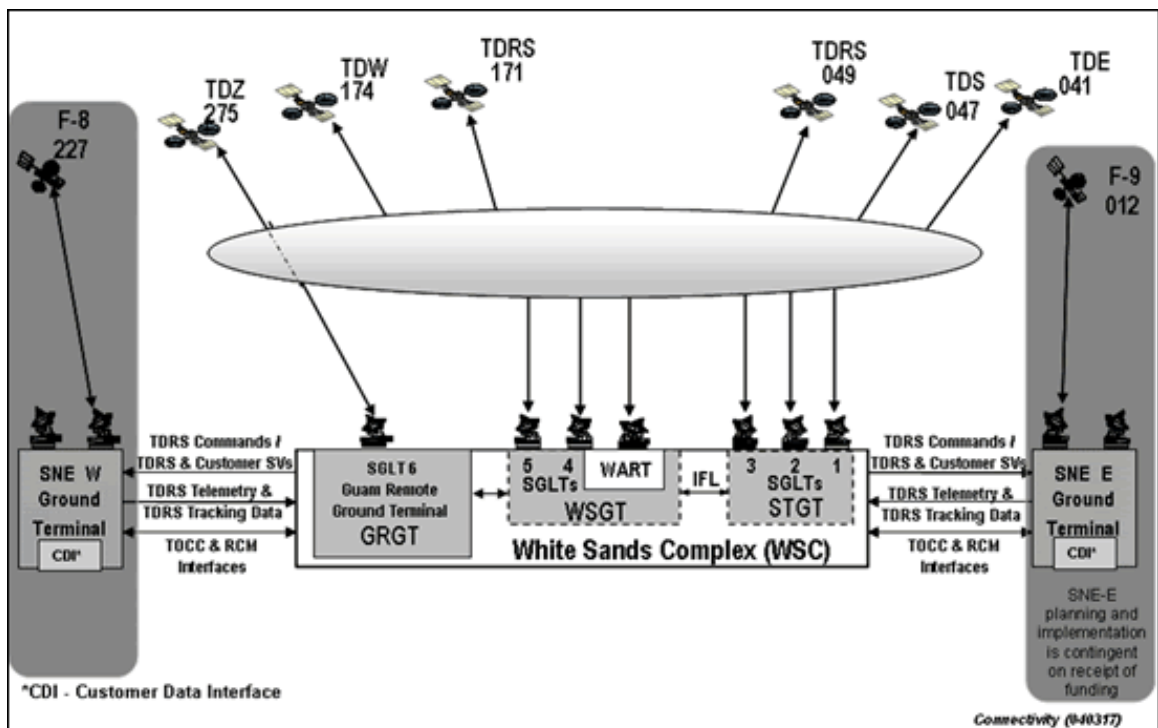 F-8
227
TDZ
275
TDW
174
TDRS
171
TDRS
049
TDS
047
TDE
041
F-9
012
SNE W
Ground
Terminal
CDI*
TDRS Commands /
TDRS & Customer SVs
TDRS Telemetry &
TDRS Tracking Data
TOCC & RCM
Interfaces
SGLT 6
Guam Remote
Ground Terminal
GRGT
5 4
SGLTs
WART
WSGT
IFL
3 2 1
SGLTs
STGT
White Sands Complex (WSC)
TDRS Commands /
TDRS & Customer SVs
TDRS Telemetry &
TDRS Tracking Data
TOCC & RCM
Interfaces
SNE E
Ground
Terminal
CDI*
SNE-E
planning and
implementation
is contingent
on receipt of
funding
*CDI - Customer Data Interface
Connectivity (040317)